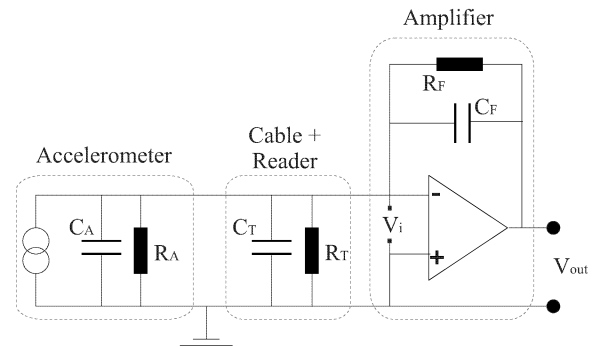 Amplifier
RF
CF
Cable +
Reader
Accelerometer
CA
RA
CT
RT
-
Vi
+
Vout